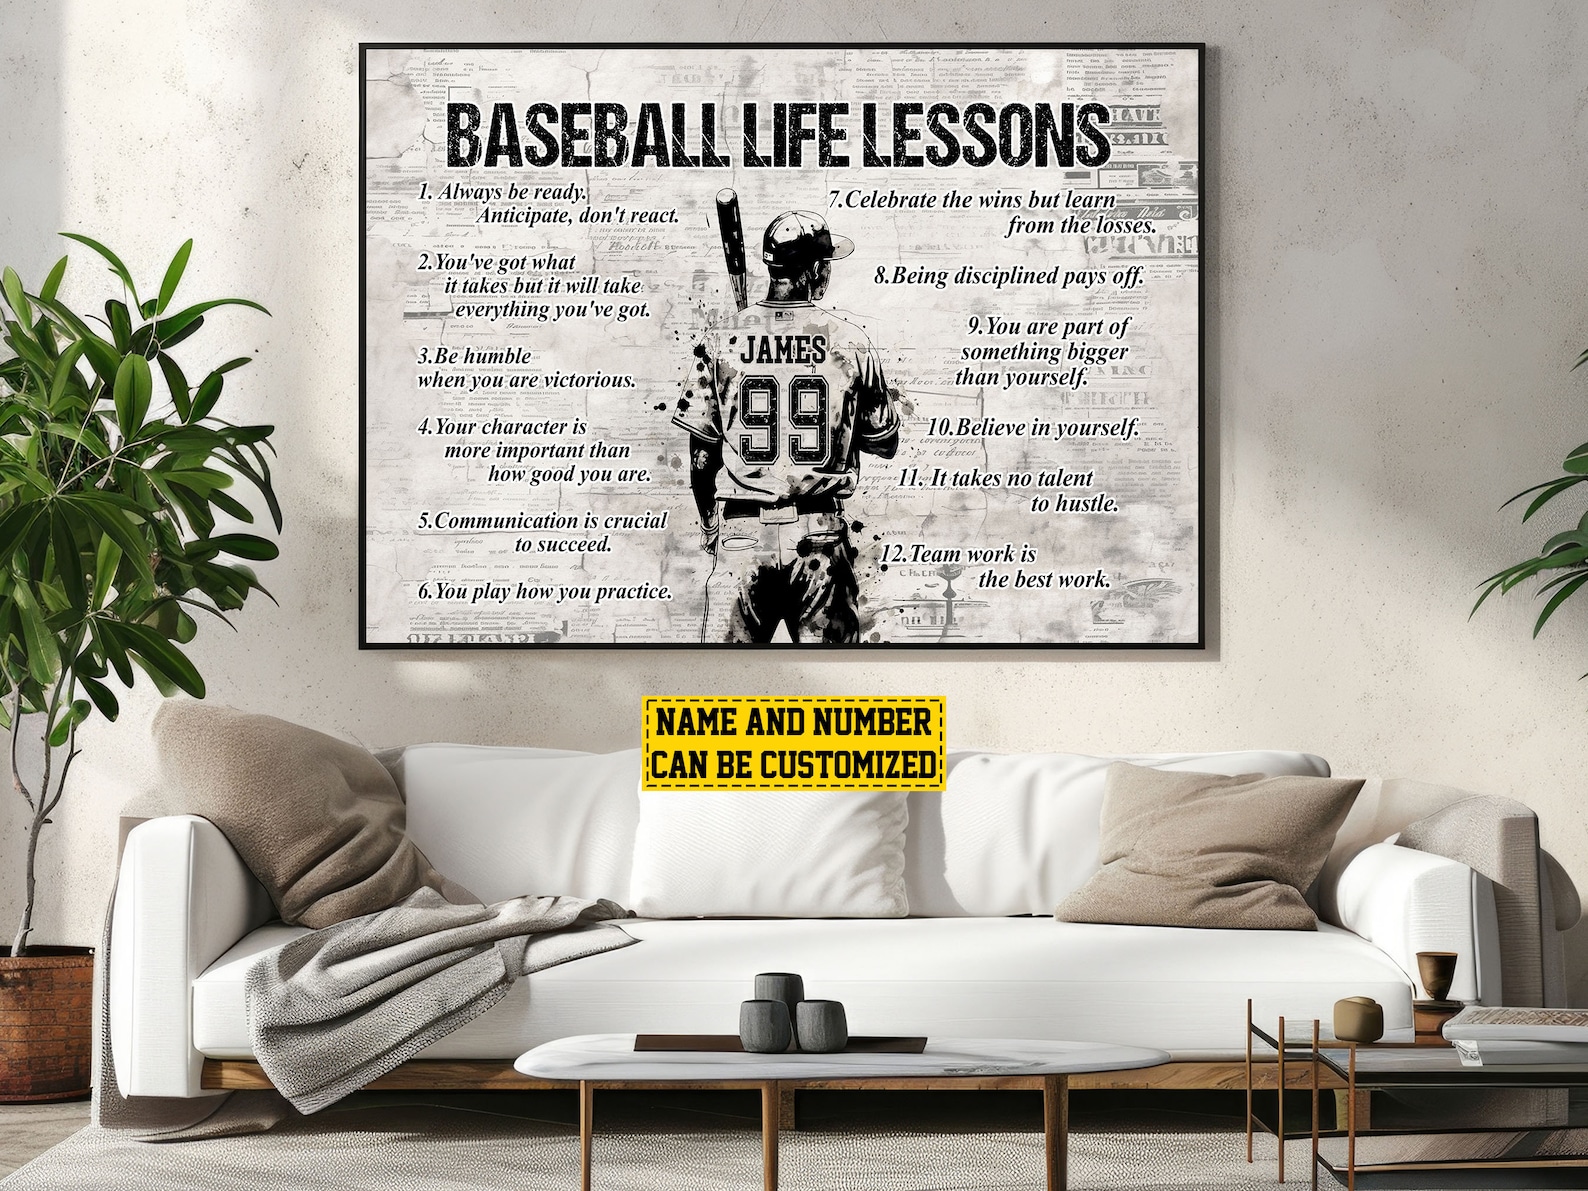 BASEBALL LIFE LESSONS
1. Always be ready.
Anticipate, don't react.
2.You've got what
it takes but it will take
everything you've got.
3.Be humble
when you are victorious.
4.Your character is
more important than
how good you are.
5.Communication is crucial
to succeed.
6.You play how you practice.
JAMES
99
7.Celebrate the wins but learn
from the losses.
8.Being disciplined pays off.
9.You are part of
something bigger
than yourself.
10.Believe in yourself.
11. It takes no talent
to hustle.
12.Team work is
the best work.
NAME AND NUMBER
CAN BE CUSTOMIZED